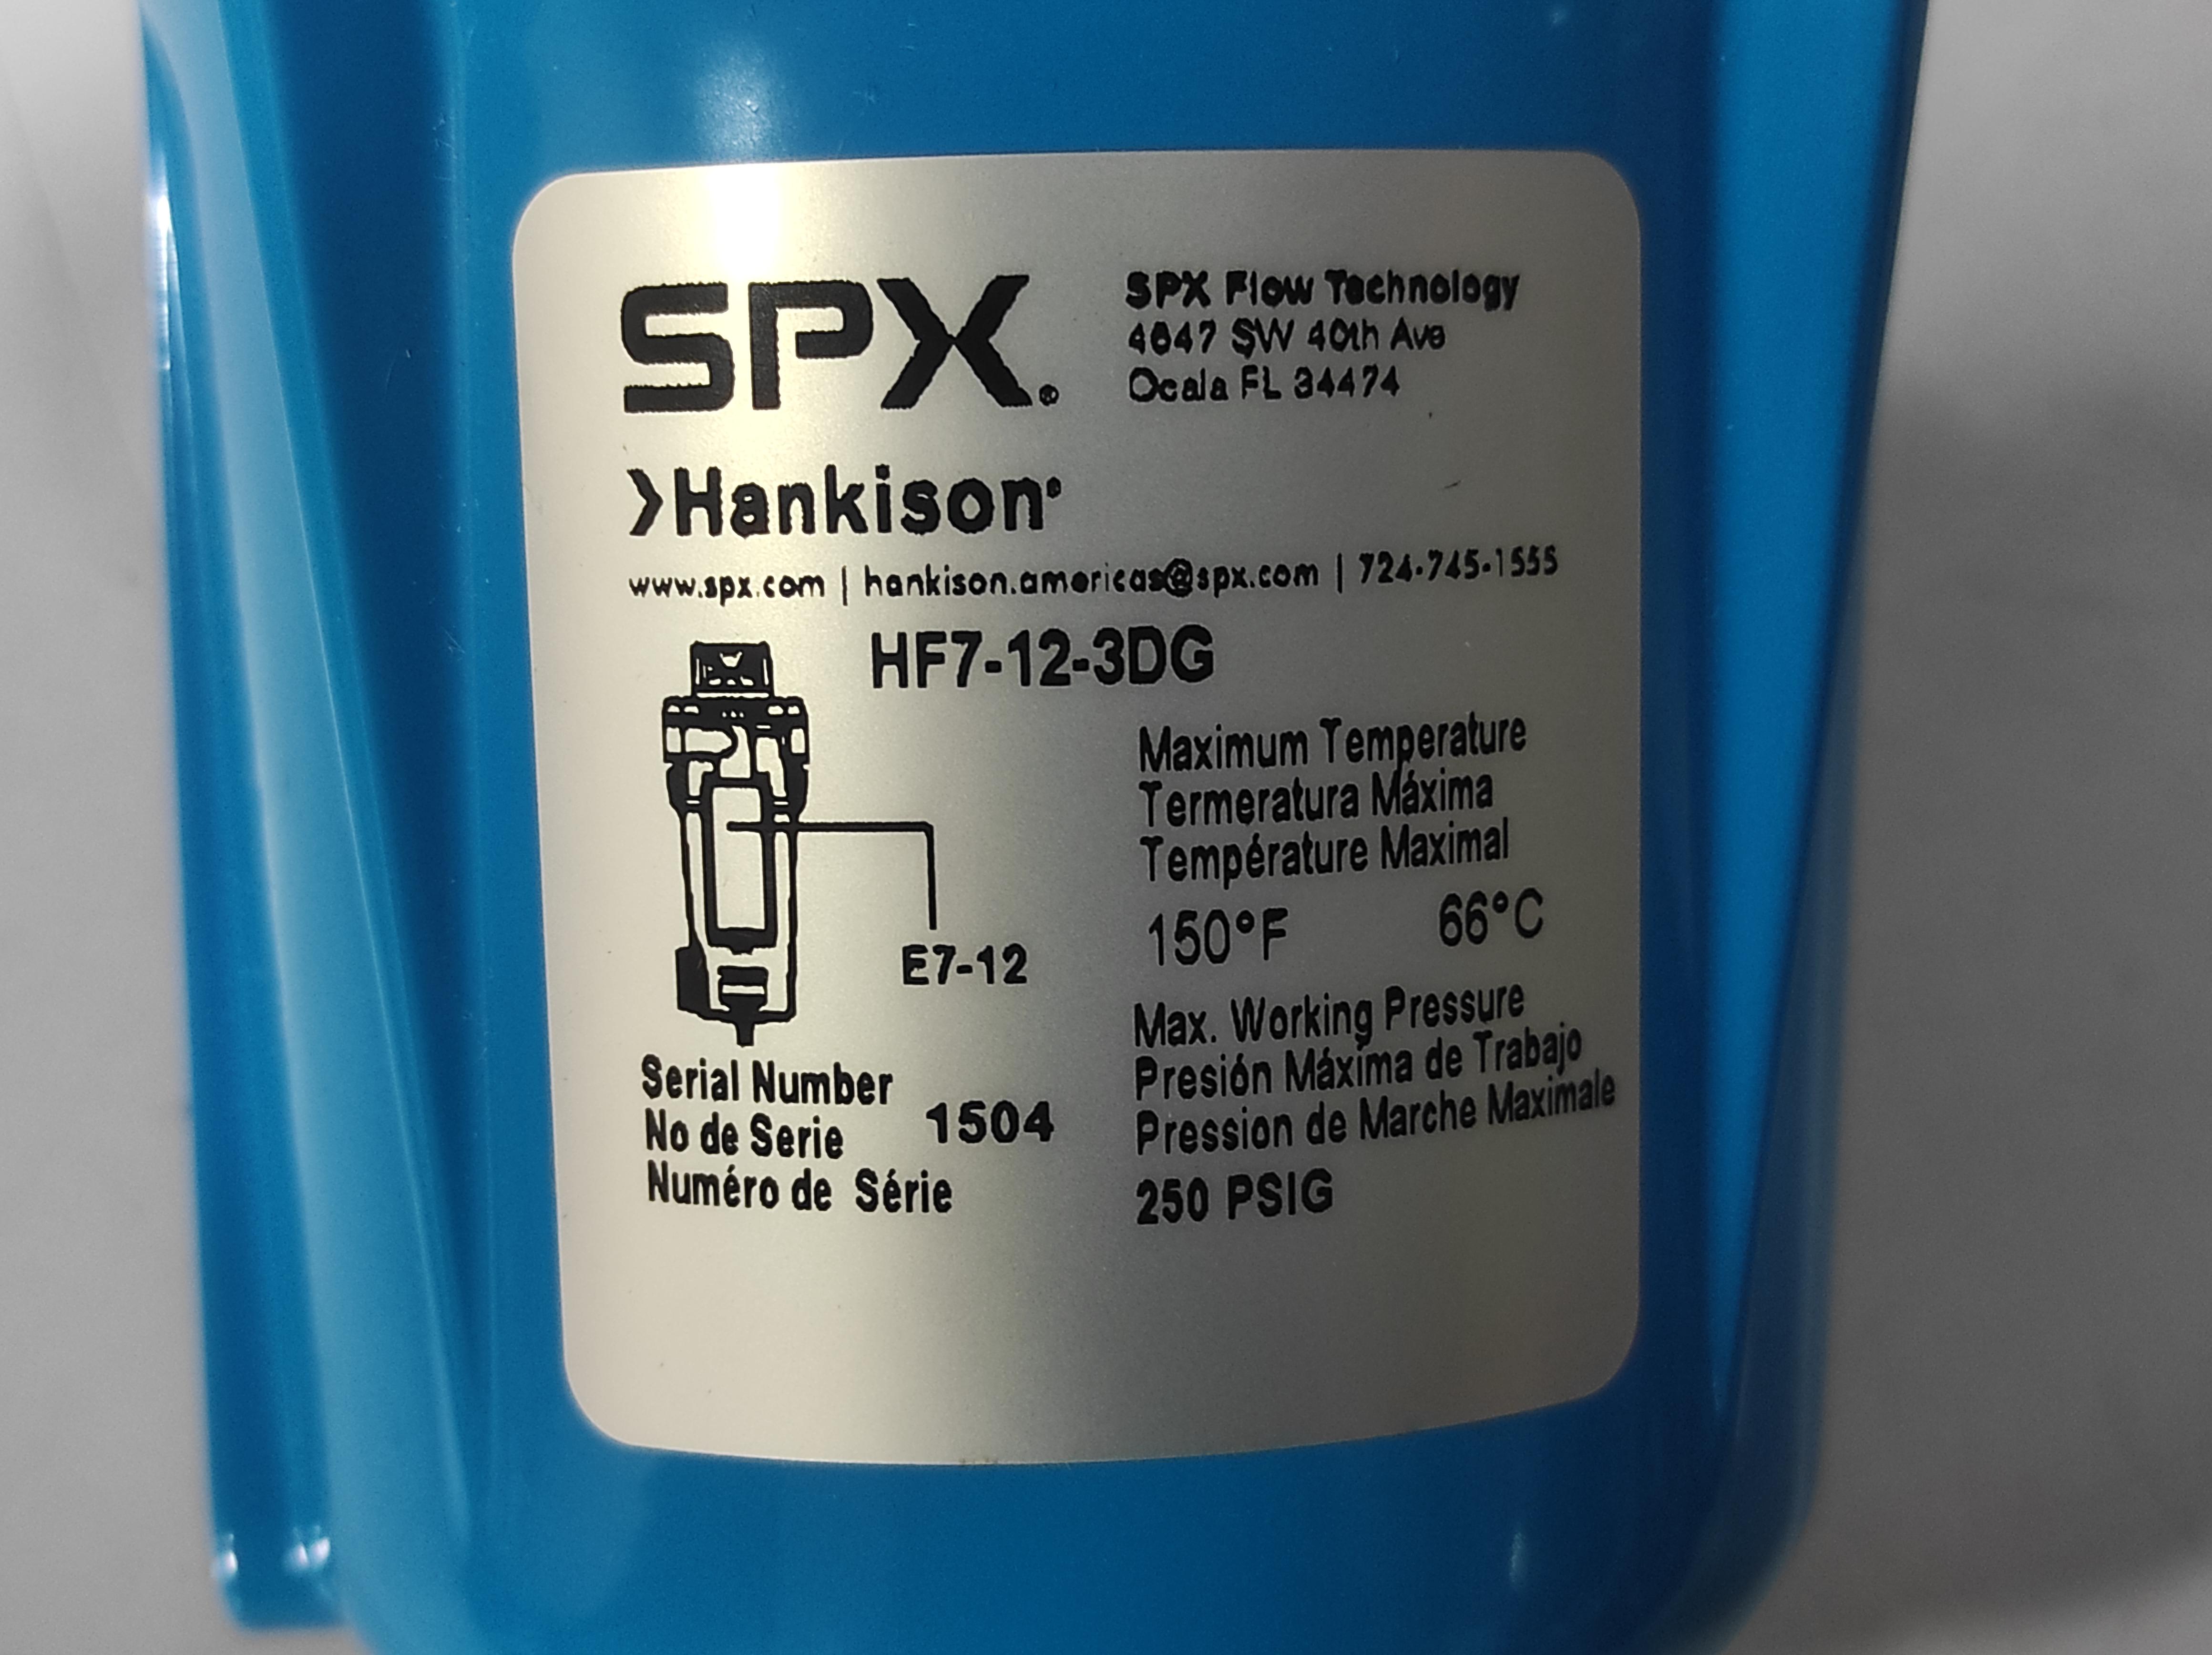 SPX®
SPX Flow Technology
4647 SW 40th Ave
Ocala FL 34474
Hankison®
www.spx.com | hankison.americas@spx.com | 724-745-1555
HF7-12-3DG
E7-12
Maximum Temperature
Termeratura Máxima
Température Maximal
150°F 66°C
Max. Working Pressure
Presión Máxima de Trabajo
Pression de Marche Maximale
250 PSIG
Serial Number
No de Serie
Numéro de Série
1504